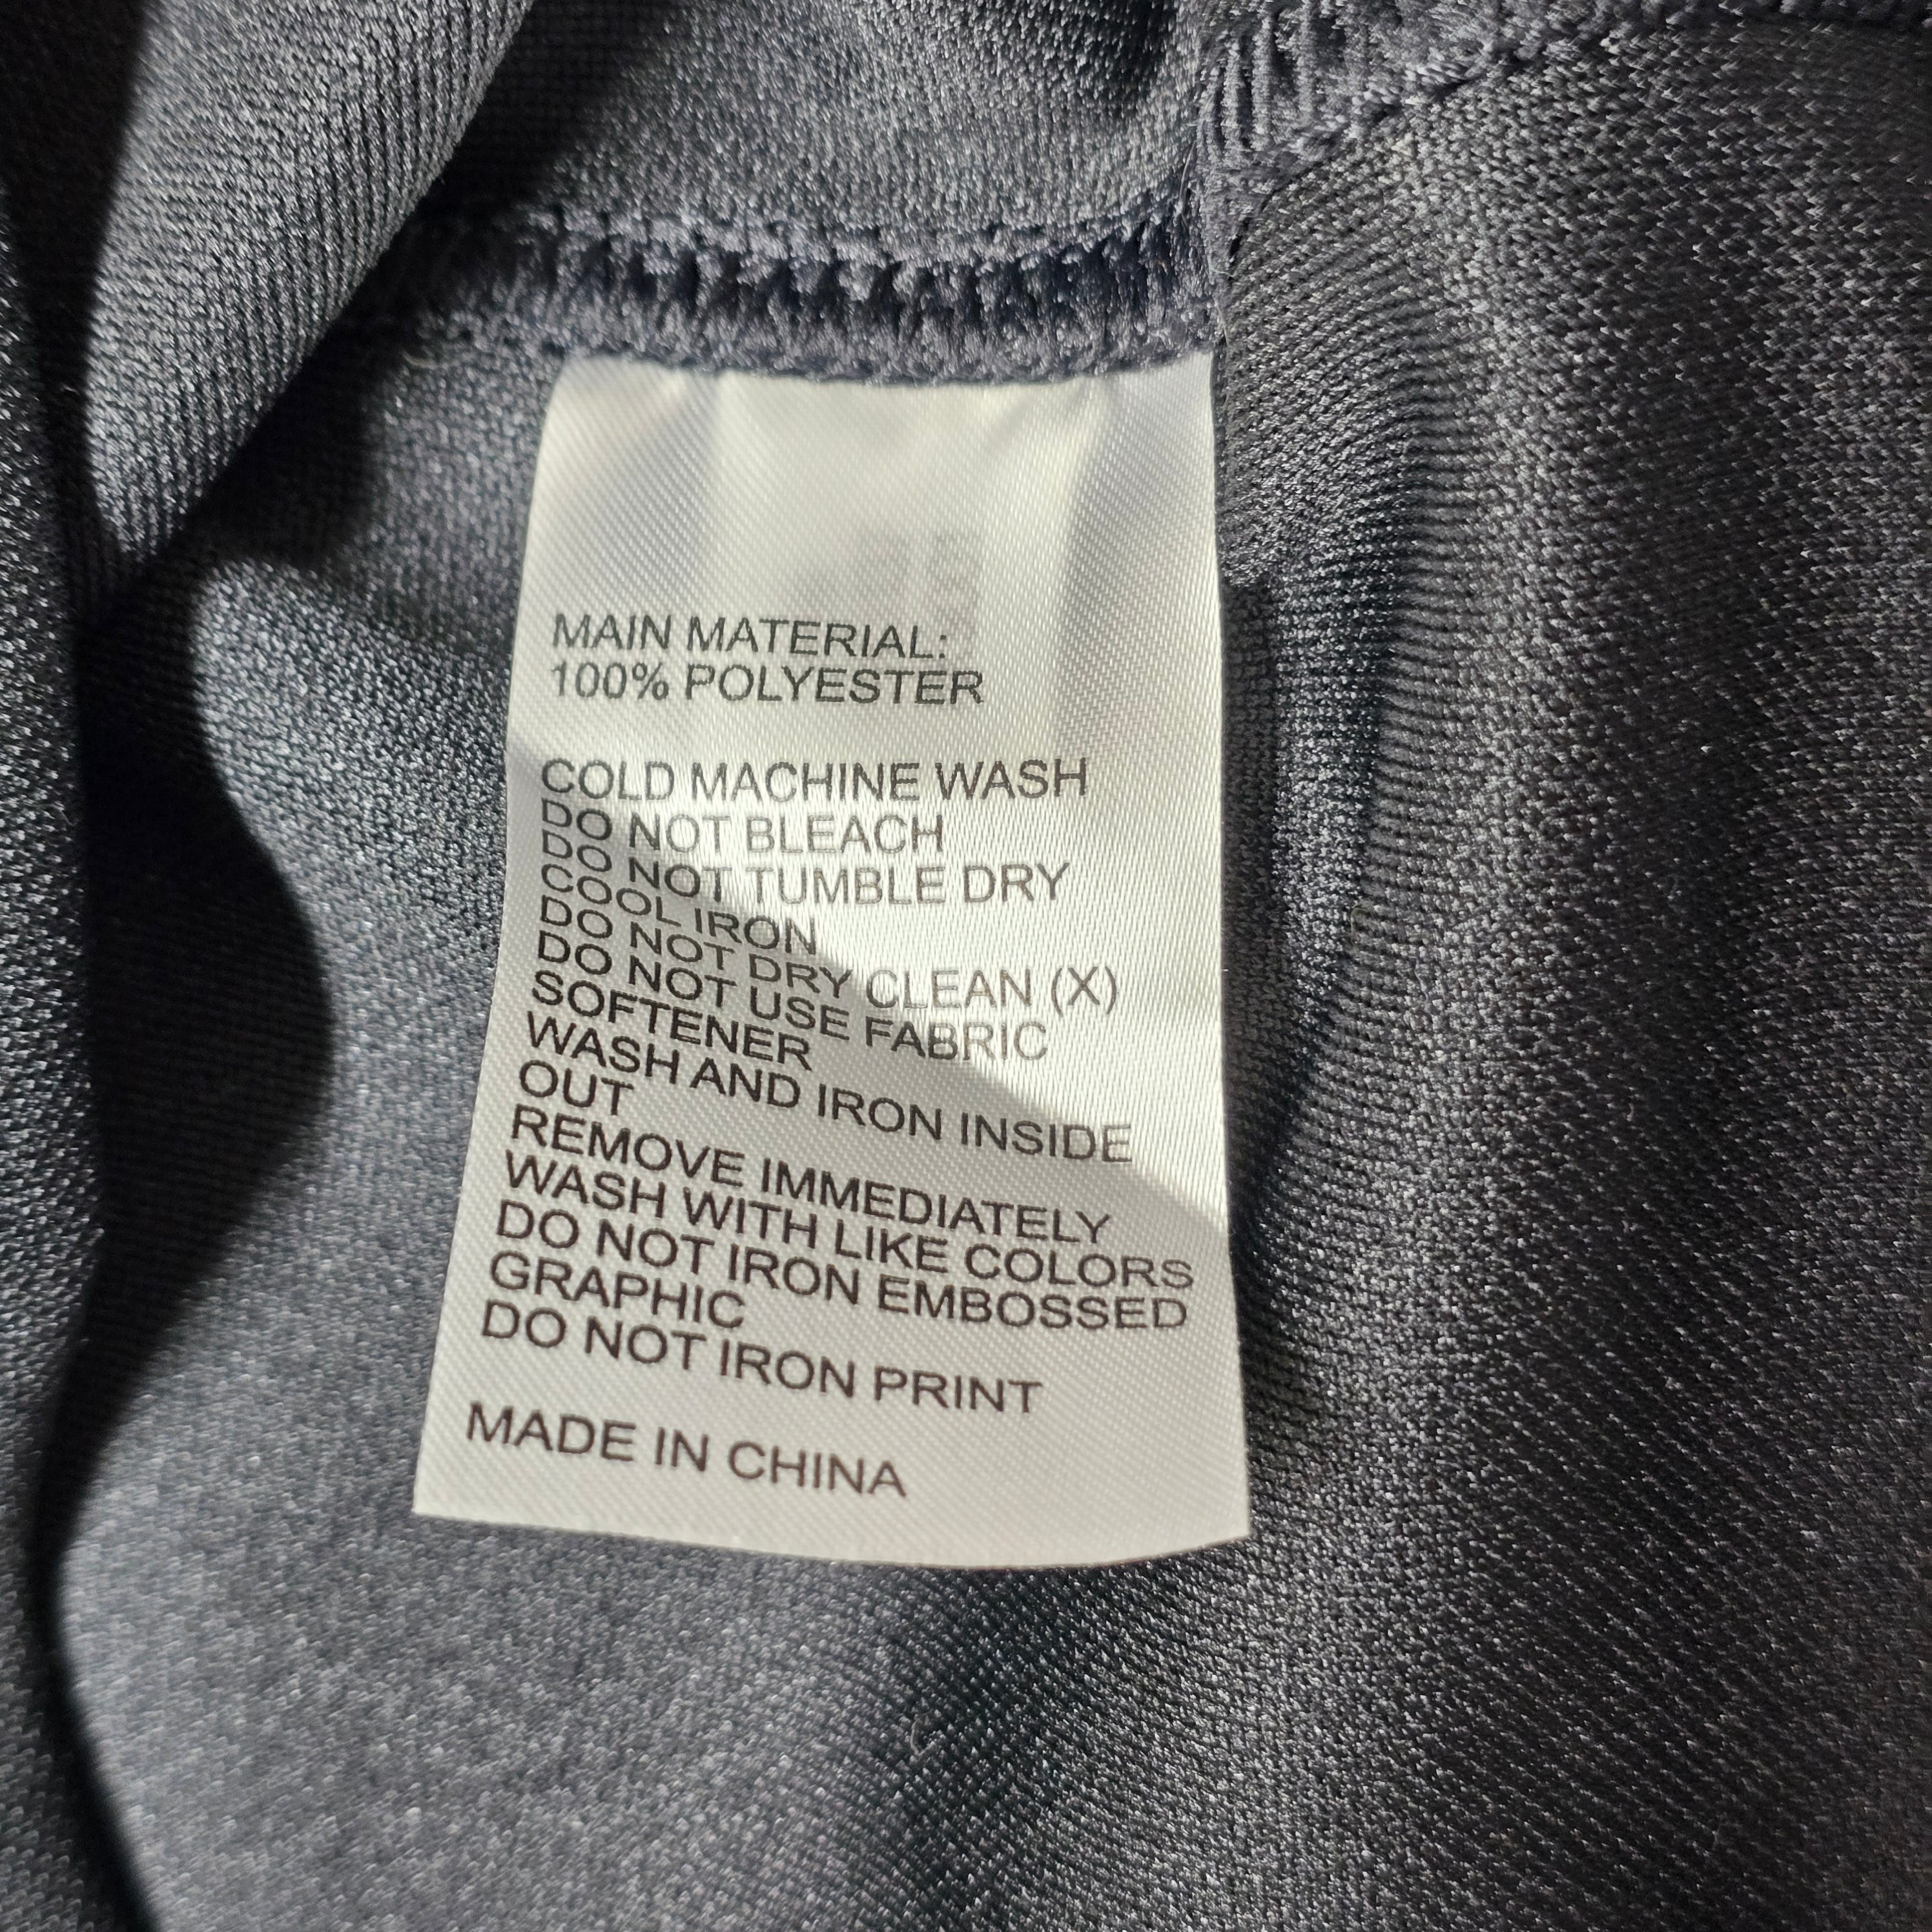 MAIN MATERIAL:
100% POLYESTER
COLD MACHINE WASH
DO NOT BLEACH
DO NOT TUMBLE DRY
COOL IRON
DO NOT DRY CLEAN (X)
DO NOT USE FABRIC
SOFTENER
WASH AND IRON INSIDE
OUT
REMOVE IMMEDIATELY
WASH WITH LIKE COLORS
DO NOT IRON EMBOSSED
GRAPHIC
DO NOT IRON PRINT
MADE IN CHINA